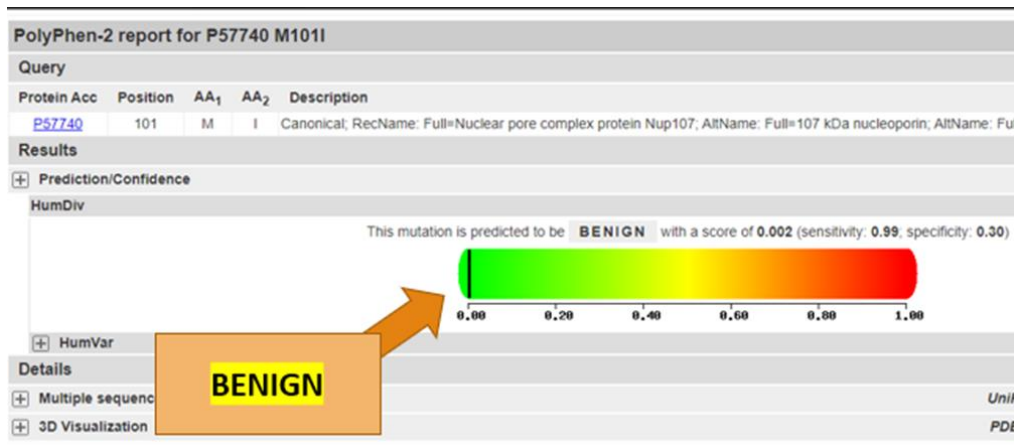 PolyPhen-2 report for P57740 M101I
Query
Protein Acc Position AA1 AA2 Description
P57740 101 M I Canonical; RecName: Full=Nuclear pore complex protein Nup107; AltName: Full=107 kDa nucleoporin; AltName:
Results
Prediction/Confidence
HumDiv
This mutation is predicted to be BENIGN with a score of 0.002 (sensitivity: 0.99; specificity: 0.30)
0.00 0.20 0.40 0.60 0.80 1.00
HumVar
BENIGN
Details
Multiple
3D Visualization